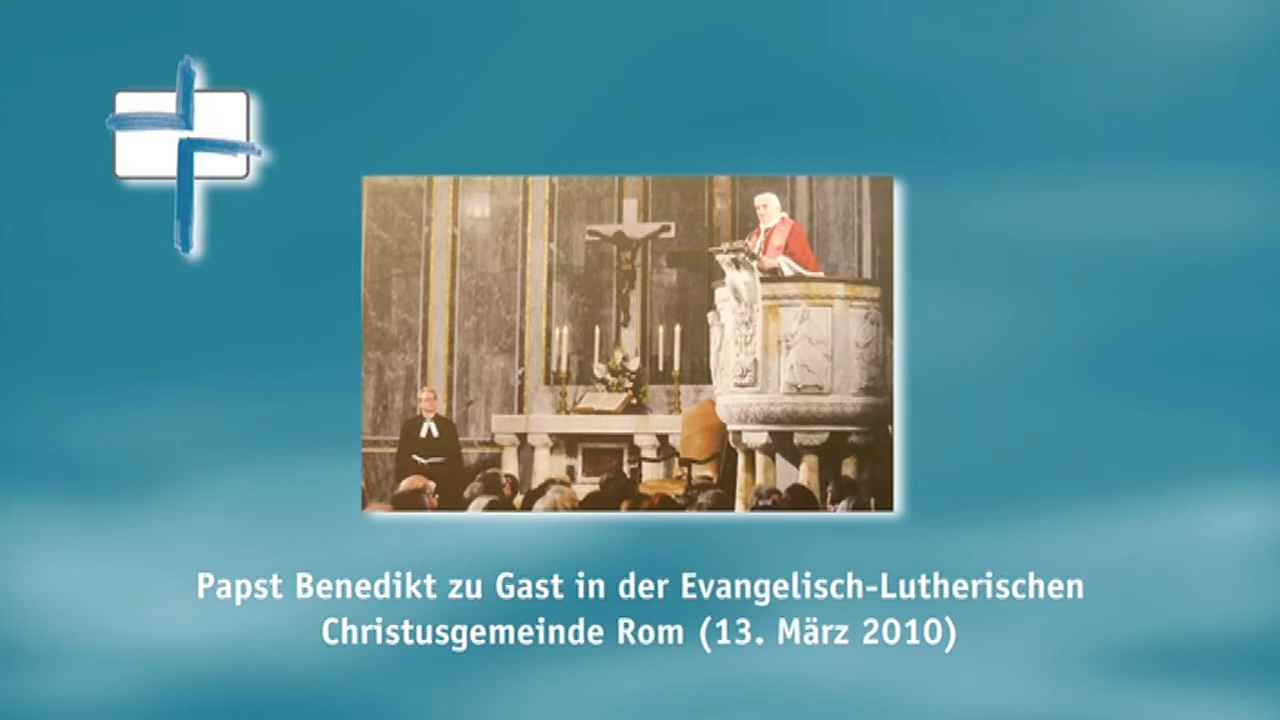 Papst Benedikt zu Gast in der Evangelisch-Lutherischen
Christusgemeinde Rom (13. März 2010)